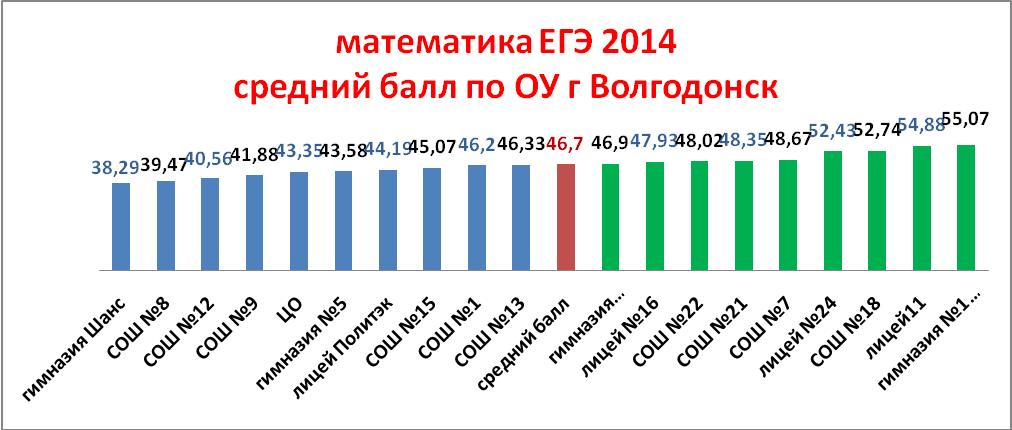 математика ЕГЭ 2014
средний балл по ОУ г Волгодонск
38,29
39,47
40,56
41,88
43,35
43,58
44,19
45,07
46,2
46,33
46,7
46,9
47,93
48,02
48,35
48,67
52,43
52,74
54,88
55,07
гимназия Шанс
СОШ №8
СОШ №12
СОШ №9
ЦО
гимназия №5
лицей Политэк
СОШ №15
СОШ №1
СОШ №13
средний балл
гимназия...
лицей №16
СОШ №22
СОШ №21
СОШ №7
лицей №24
СОШ №18
лицей11
гимназия №1 ...